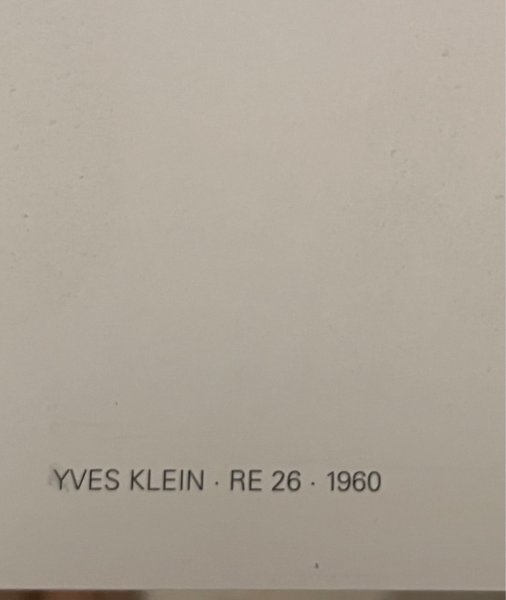 YVES KLEIN · RE 26 · 1960